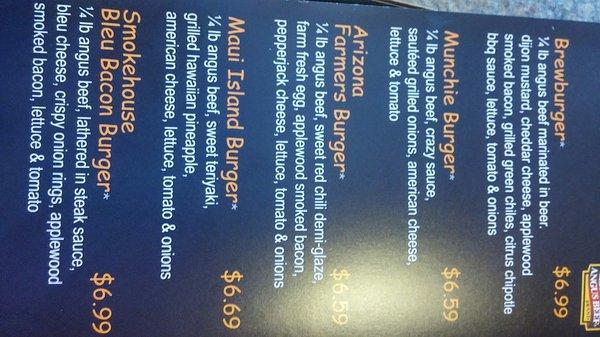 ANGUS BEEF
Brewburger* $6.99
¼ lb angus beef marinated in beer.
dijon mustard, cheddar cheese, applewood
smoked bacon, grilled green chiles, citrus chipotle
bbq sauce, lettuce, tomato & onions
Munchie Burger* $6.59
¼ lb angus beef, crazy sauce,
sauféed grilled onions, american cheese,
lettuce & tomato
Arizona
Farmers Burger* $6.59
¼ lb angus beef, sweet red chili demi-glaze,
farm fresh egg, applewood smoked bacon,
pepperjack cheese, lettuce, tomato & onions
Maui Island Burger* $6.69
¼ lb angus beef, sweet teriyaki,
grilled hawaiian pineapple,
american cheese, lettuce, tomato & onions
Smokehouse
Bleu Bacon Burger* $6.99
¼ lb angus beef, lathered in steak sauce,
bleu cheese, crispy onion rings, applewood
smoked bacon, lettuce & tomato